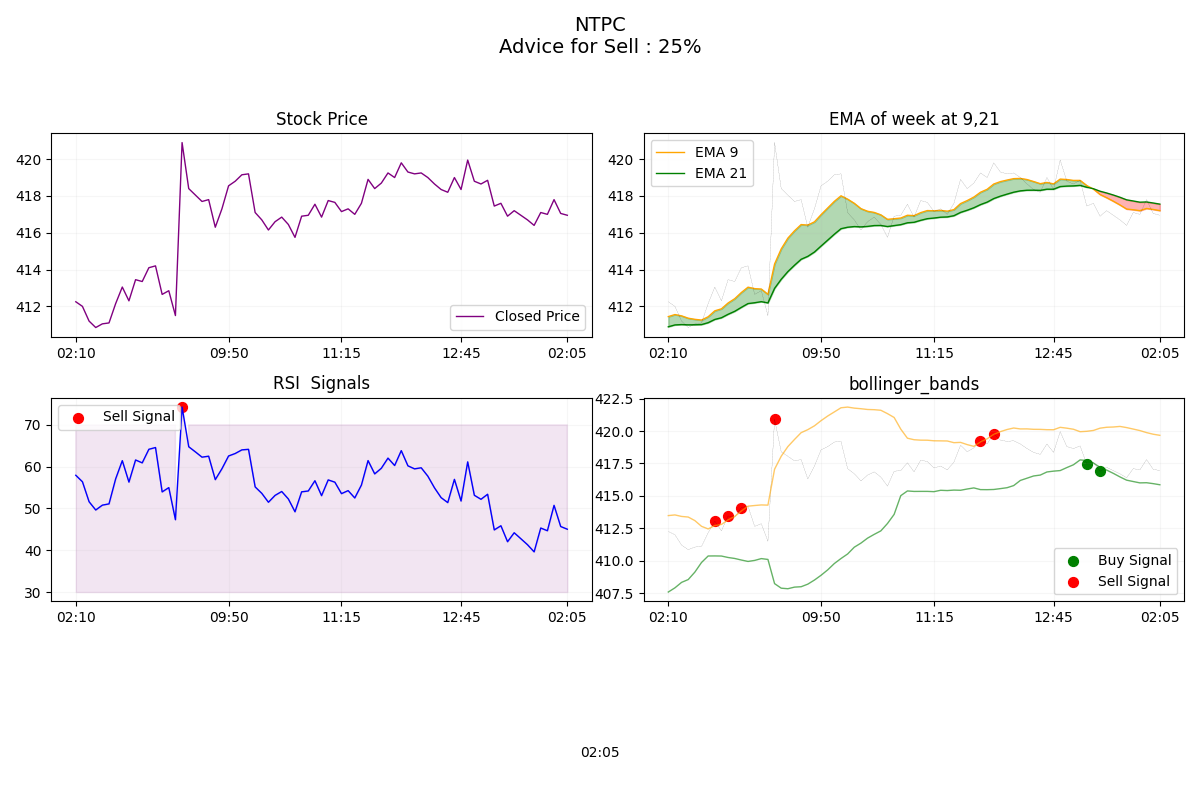 NTPC
Advice for Sell : 25%
Stock Price
420
418
416
414
412
Closed Price
02:10 09:50 11:15 12:45 02:05
EMA of week at 9,21
EMA 9
EMA 21
420
418
416
414
412
02:10 09:50 11:15 12:45 02:05
RSI  Signals
Sell Signal
70
60
50
40
30
02:10 09:50 11:15 12:45 02:05
bollinger_bands
422.5
420.0
417.5
415.0
412.5
410.0
407.5
Buy Signal
Sell Signal
02:10 09:50 11:15 12:45 02:05
02:05